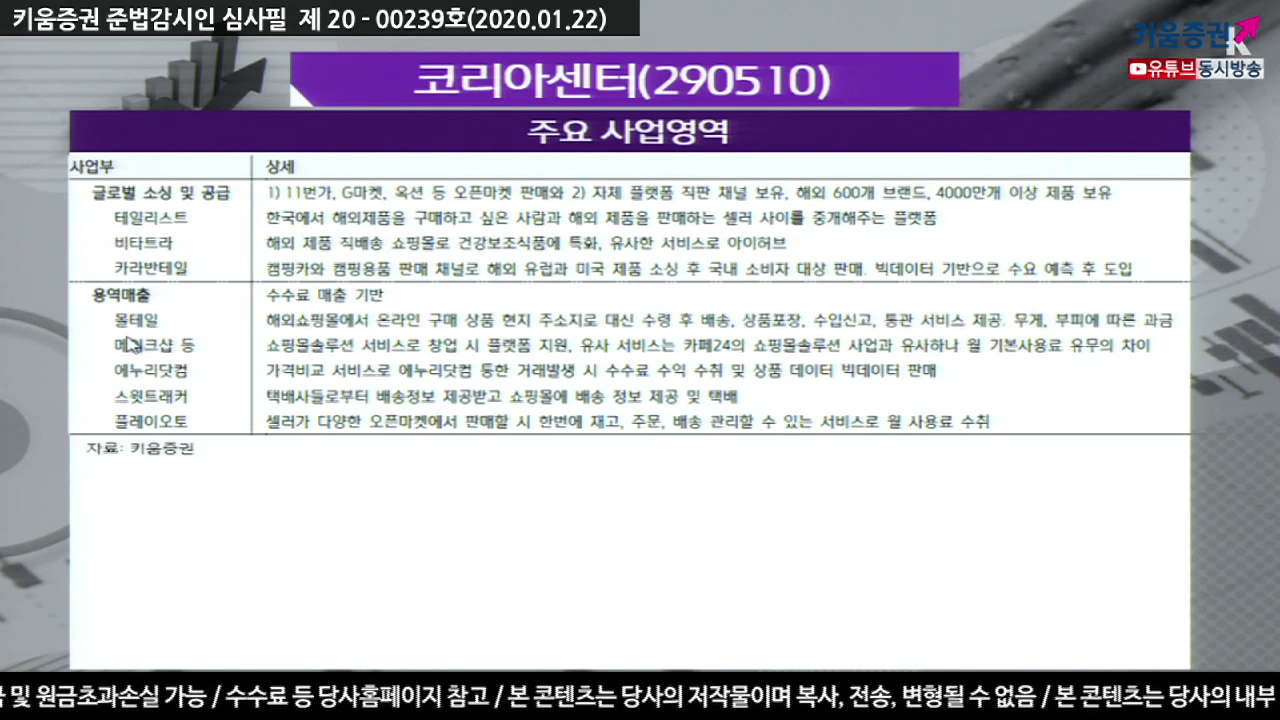 키움증권 준법감시인 심사필 제 20 - 00239호(2020.01.22)
키움증권
유튜브동시방송
코리아센터(290510)
주요 사업영역
사업부 상세
글로벌 소싱 및 공급 1) 11번가, G마켓, 옥션 등 오픈마켓 판매와 2) 자체 플랫폼 직판 채널 보유, 해외 600개 브랜드, 4000만개 이상 제품 보유
테일리스트 한국에서 해외제품을 구매하고 싶은 사람과 해외 제품을 판매하는 셀러 사이를 중개해주는 플랫폼
비타트라 해외 제품 직배송 쇼핑몰로 건강보조식품에 특화, 유사한 서비스로 아이허브
카라반테일 캠핑카와 캠핑용품 판매 채널로 해외 유럽과 미국 제품 소싱 후 국내 소비자 대상 판매. 빅데이터 기반으로 수요 예측 후 도입
용역매출 수수료 매출 기반
몰테일 해외쇼핑몰에서 온라인 구매 상품 현지 주소지로 대신 수령 후 배송, 상품포장, 수입신고, 통관 서비스 제공. 무게, 부피에 따른 과금
등 쇼핑몰솔루션 서비스로 창업 시 플랫폼 지원, 유사 서비스는 카페24의 쇼핑몰솔루션 사업과 유사하나 월 기본사용료 유무의 차이
에누리닷컴 가격비교 서비스로 에누리닷컴 통한 거래발생 시 수수료 수익 수취 및 상품 데이터 빅데이터 판매
스윗트래커 택배사들로부터 배송정보 제공받고 쇼핑몰에 배송 정보 제공 및 택배
플레이오토 셀러가 다양한 오픈마켓에서 판매할 시 한번에 재고, 주문, 배송 관리할 수 있는 서비스로 월 사용료 수취
자료: 키움증권
및 원금초과손실 가능 / 수수료 등 당사홈페이지 참고 / 본 콘텐츠는 당사의 저작물이며 복사, 전송, 변형될 수 없음 / 본 콘텐츠는 당사의 내부